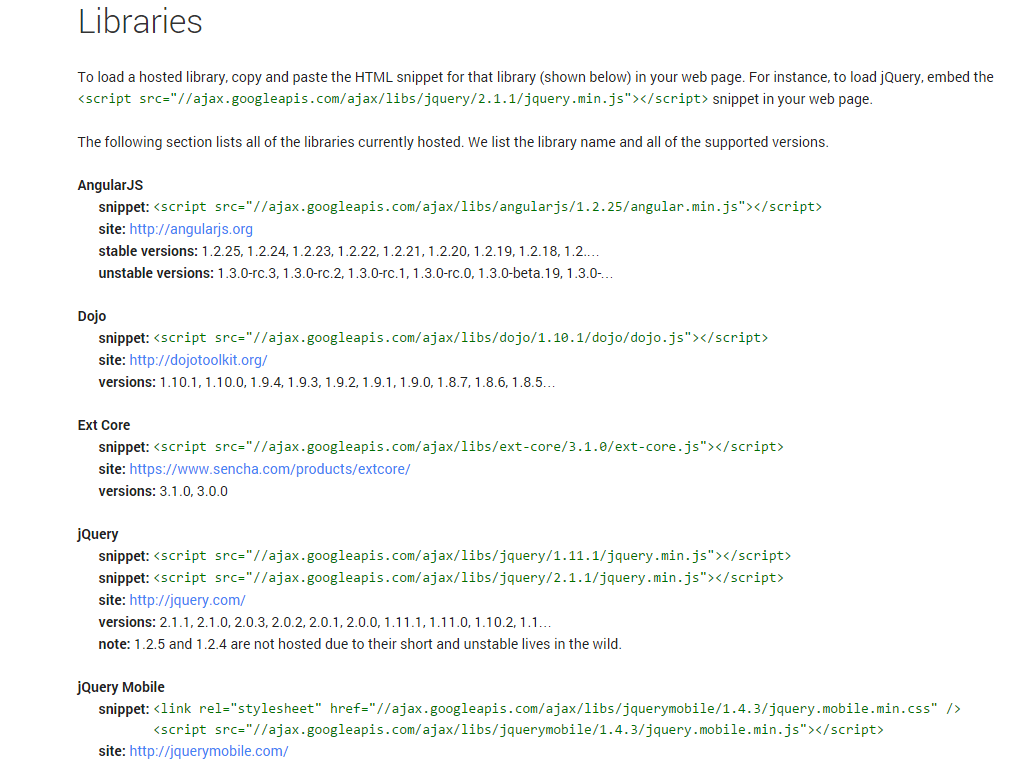 Libraries
To load a hosted library, copy and paste the HTML snippet for that library (shown below) in your web page. For instance, to load jQuery, embed the
<script src="//ajax.googleapis.com/ajax/libs/jquery/2.1.1/jquery.min.js"></script> snippet in your web page.
The following section lists all of the libraries currently hosted. We list the library name and all of the supported versions.
AngularJS
snippet: <script src="//ajax.googleapis.com/ajax/libs/angularjs/1.2.25/angular.min.js"></script>
site: http://angularjs.org
stable versions: 1.2.25, 1.2.24, 1.2.23, 1.2.22, 1.2.21, 1.2.20, 1.2.19, 1.2.18, 1.2.…
unstable versions: 1.3.0-rc.3, 1.3.0-rc.2, 1.3.0-rc.1, 1.3.0-rc.0, 1.3.0-beta.19, 1.3.0-…
Dojo
snippet: <script src="//ajax.googleapis.com/ajax/libs/dojo/1.10.1/dojo/dojo.js"></script>
site: http://dojotoolkit.org/
versions: 1.10.1, 1.10.0, 1.9.4, 1.9.3, 1.9.2, 1.9.1, 1.9.0, 1.8.7, 1.8.6, 1.8.5…
Ext Core
snippet: <script src="//ajax.googleapis.com/ajax/libs/ext-core/3.1.0/ext-core.js"></script>
site: https://www.sencha.com/products/extcore/
versions: 3.1.0, 3.0.0
jQuery
snippet: <script src="//ajax.googleapis.com/ajax/libs/jquery/1.11.1/jquery.min.js"></script>
snippet: <script src="//ajax.googleapis.com/ajax/libs/jquery/2.1.1/jquery.min.js"></script>
site: http://jquery.com/
versions: 2.1.1, 2.1.0, 2.0.3, 2.0.2, 2.0.1, 2.0.0, 1.11.1, 1.11.0, 1.10.2, 1.1…
note: 1.2.5 and 1.2.4 are not hosted due to their short and unstable lives in the wild.
jQuery Mobile
snippet: <link rel="stylesheet" href="//ajax.googleapis.com/ajax/libs/jquerymobile/1.4.3/jquery.mobile.min.css" />
<script src="//ajax.googleapis.com/ajax/libs/jquerymobile/1.4.3/jquery.mobile.min.js"></script>
site: http://jquerymobile.com/